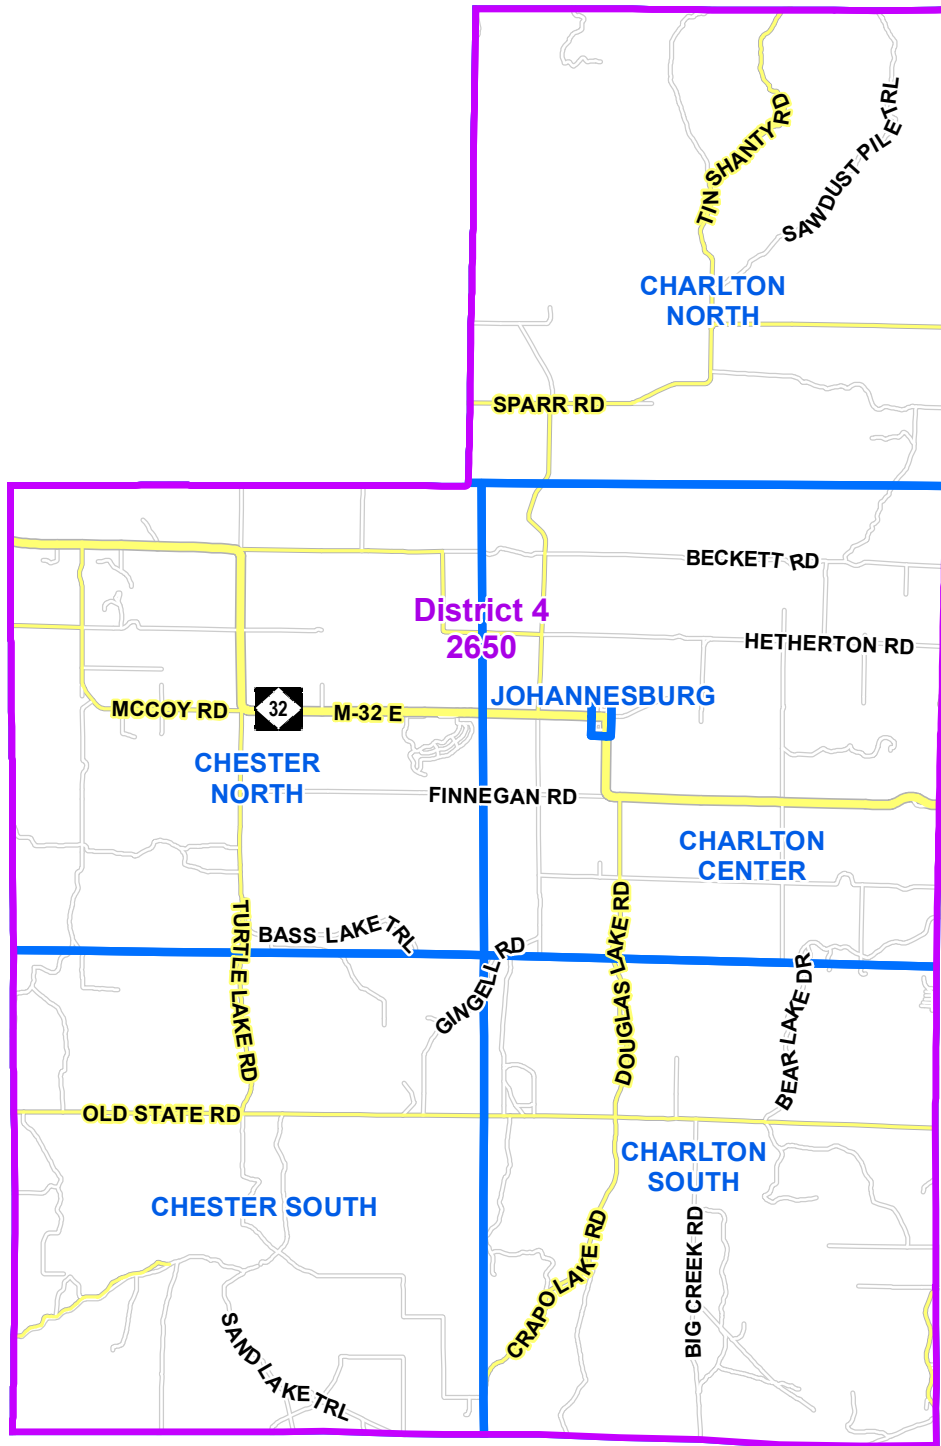 TIN SHANTY RD
SAWDUST PILE TRL
CHARLTON
NORTH
SPARR RD
BECKETT RD
District 4
2650
HETHERTON RD
JOHANNESBURG
MCCOY RD
32
M-32 E
CHESTER
NORTH
FINNEGAN RD
CHARLTON
CENTER
TURTLE LAKE RD
BASS LAKE TRL
GINGELL RD
DOUGLAS LAKE RD
BEAR LAKE DR
OLD STATE RD
CHARLTON
SOUTH
CHESTER SOUTH
CRAPO LAKE RD
BIG CREEK RD
SAND LAKE TRL